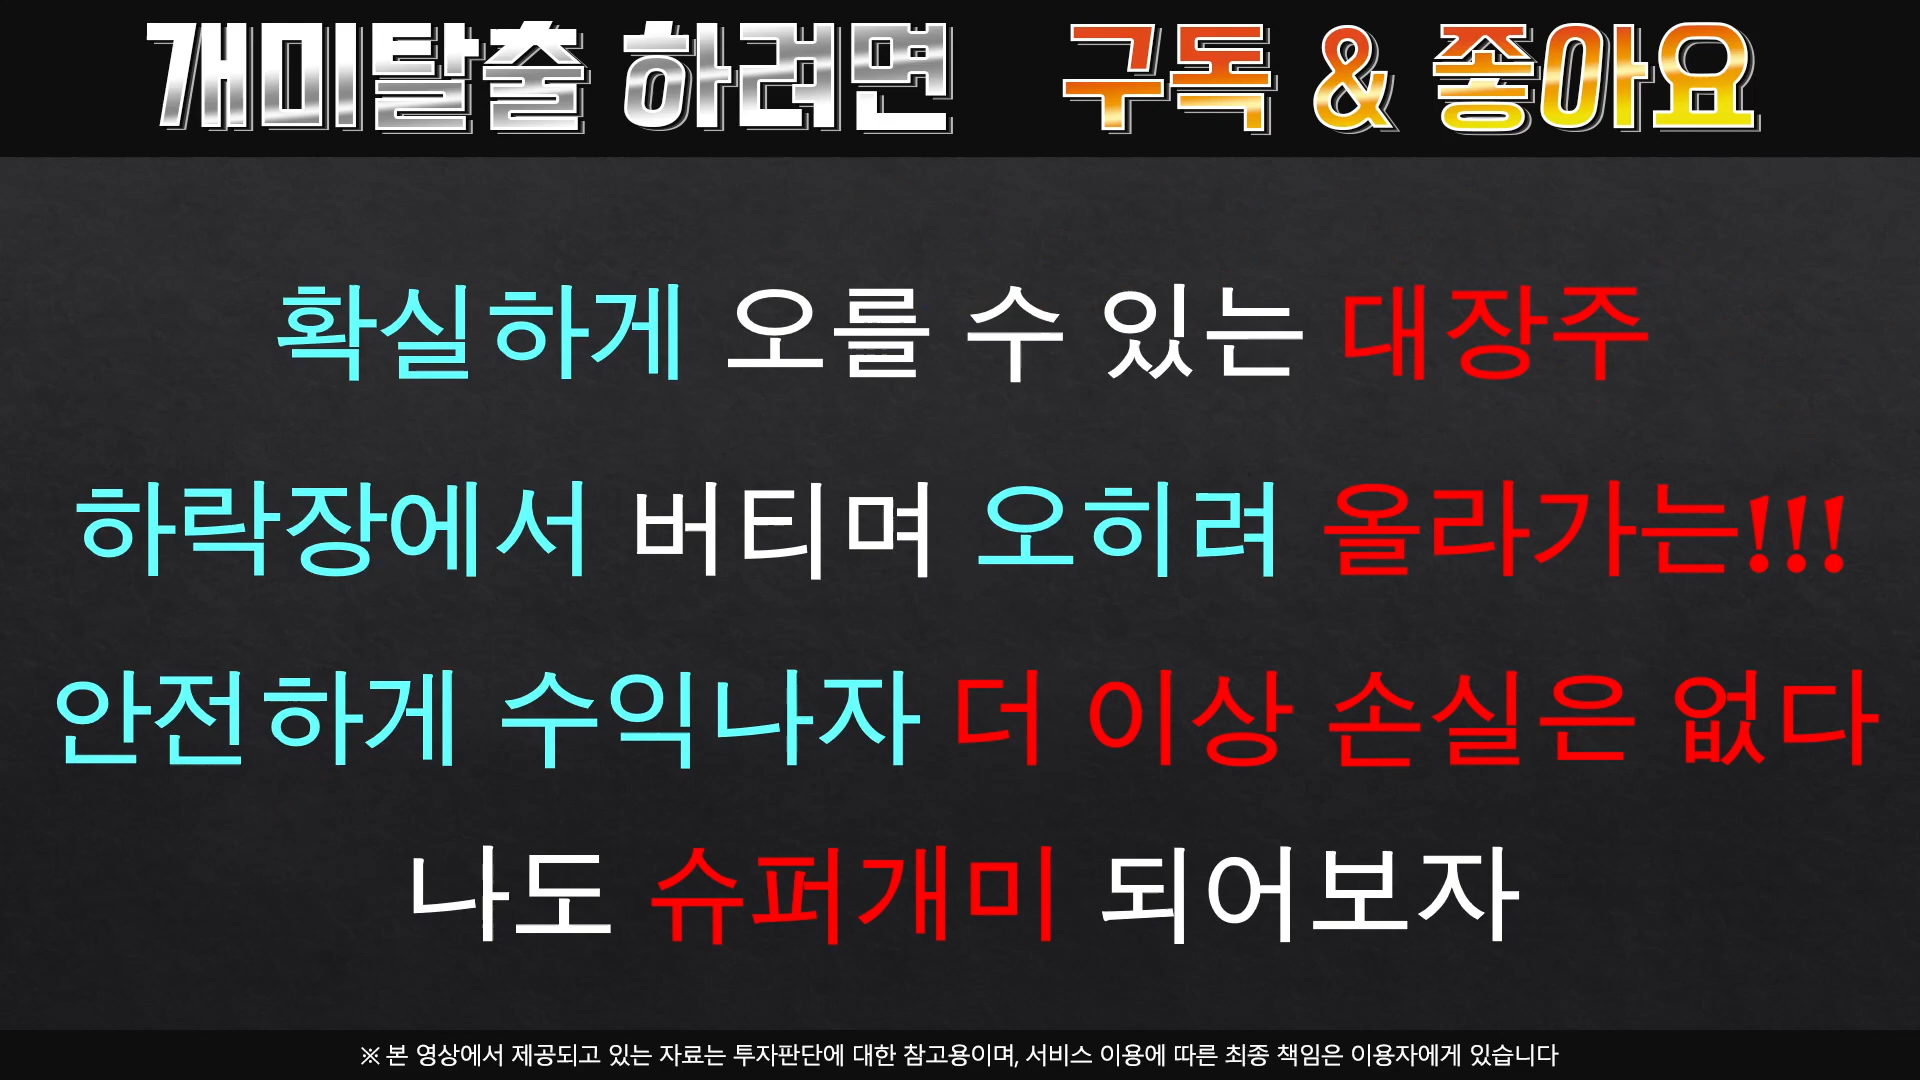 개미탈출 하려면 구독 & 좋아요
확실하게 오를 수 있는 대장주
하락장에서 버티며 오히려 올라가는!!!
안전하게 수익나자 더 이상 손실은 없다
나도 슈퍼개미 되어보자
※ 본 영상에서 제공되고 있는 자료는 투자판단에 대한 참고용이며, 서비스 이용에 따른 최종 책임은 이용자에게 있습니다